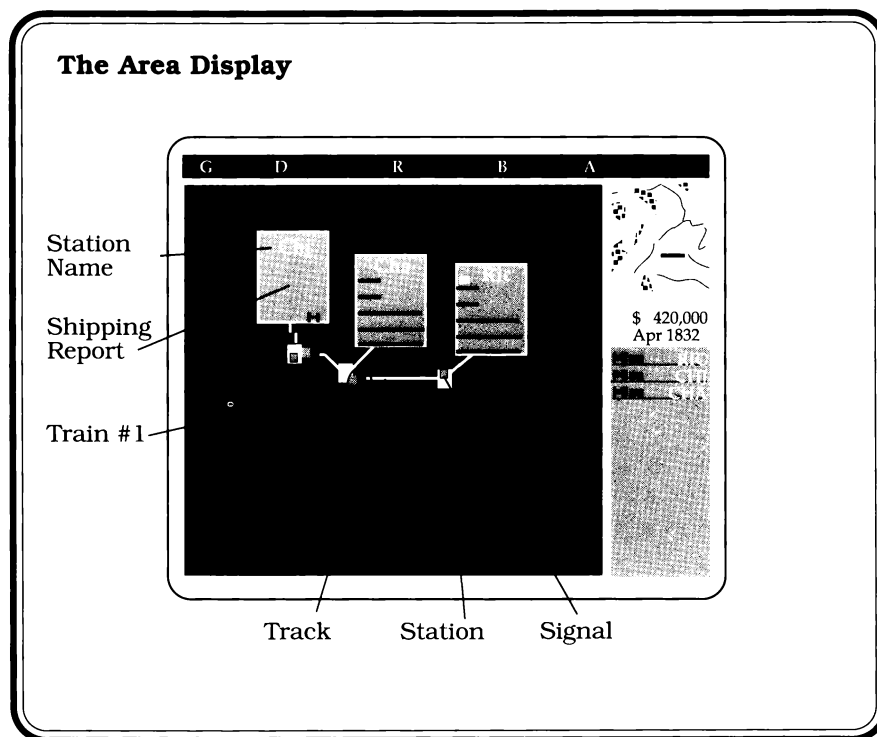 The Area Display
G D R B A
Station
Name
Shipping
Report
$ 420,000
Apr 1832
Train #1
Track Station Signal